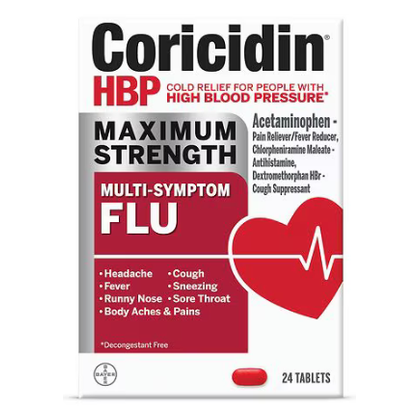 Coricidin®
HBP COLD RELIEF FOR PEOPLE WITH
HIGH BLOOD PRESSURE*
MAXIMUM
STRENGTH
MULTI-SYMPTOM
FLU
Acetaminophen -
Pain Reliever/Fever Reducer,
Chlorpheniramine Maleate -
Antihistamine,
Dextromethorphan HBr -
Cough Suppressant
•Headache •Cough
•Fever •Sneezing
•Runny Nose •Sore Throat
•Body Aches & Pains
*Decongestant Free
BAYER
24 TABLETS